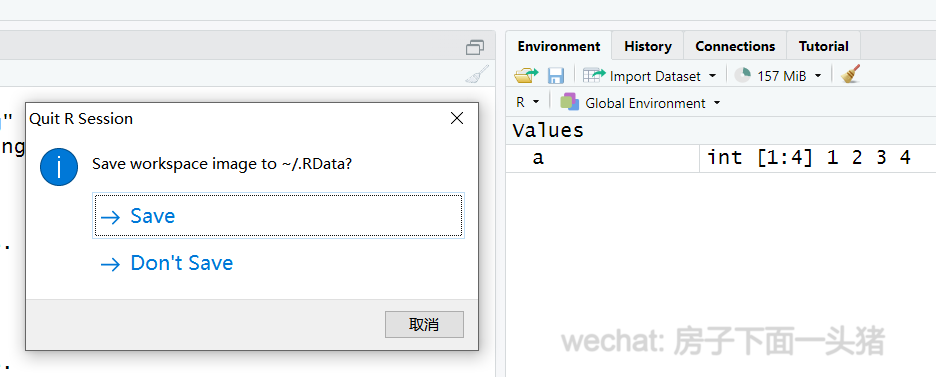 Environment History Connections Tutorial
Import Dataset 157 MiB
R Global Environment
Values
a int [1:4] 1 2 3 4
"
ng
.
.
Quit R Session
Save workspace image to ~/.RData?
Save
Don't Save
取消
wechat: 房子下面一头猪